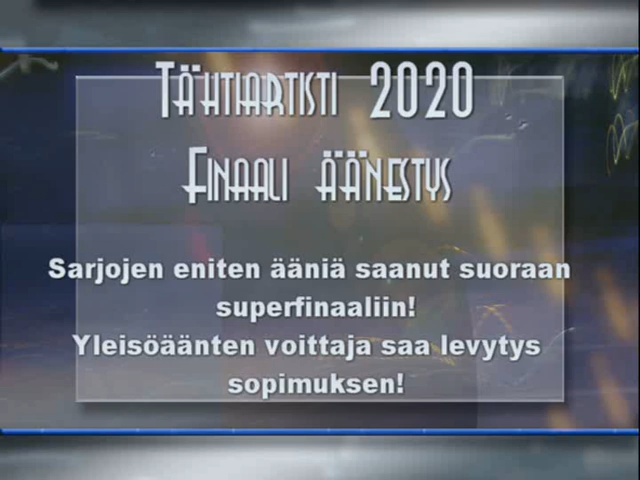 Tähtiartisti 2020
Finaali äänestys
Sarjojen eniten ääniä saanut suoraan
superfinaaliin!
Yleisöäänten voittaja saa levytys
sopimuksen!